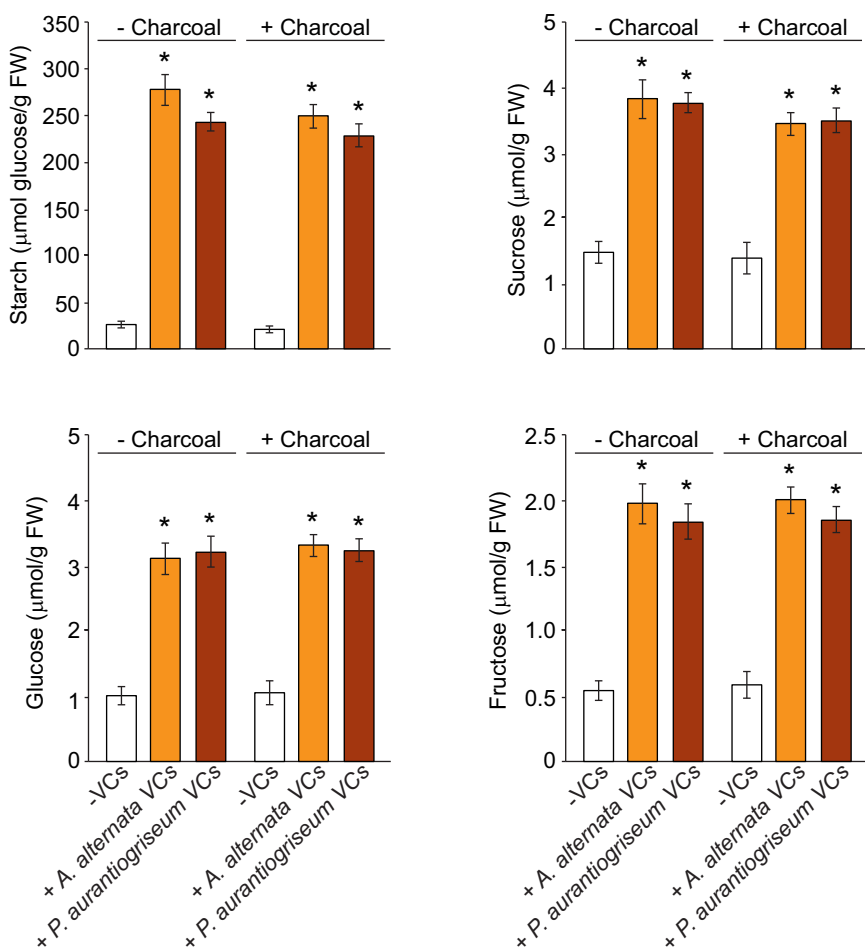 - Charcoal + Charcoal
Starch (μmol glucose/g FW)
350
300
250
200
150
100
50
0
* * * *
- Charcoal + Charcoal
Sucrose (μmol/g FW)
5
4
3
2
1
0
* * * *
- Charcoal + Charcoal
Glucose (μmol/g FW)
5
4
3
2
1
0
* * * *
-VCs
+ A. alternata VCs
+ P. aurantiogriseum VCs
-VCs
+ A. alternata VCs
+ P. aurantiogriseum VCs
- Charcoal + Charcoal
Fructose (μmol/g FW)
2.5
2.0
1.5
1.0
0.5
0
* * * *
-VCs
+ A. alternata VCs
+ P. aurantiogriseum VCs
-VCs
+ A. alternata VCs
+ P. aurantiogriseum VCs